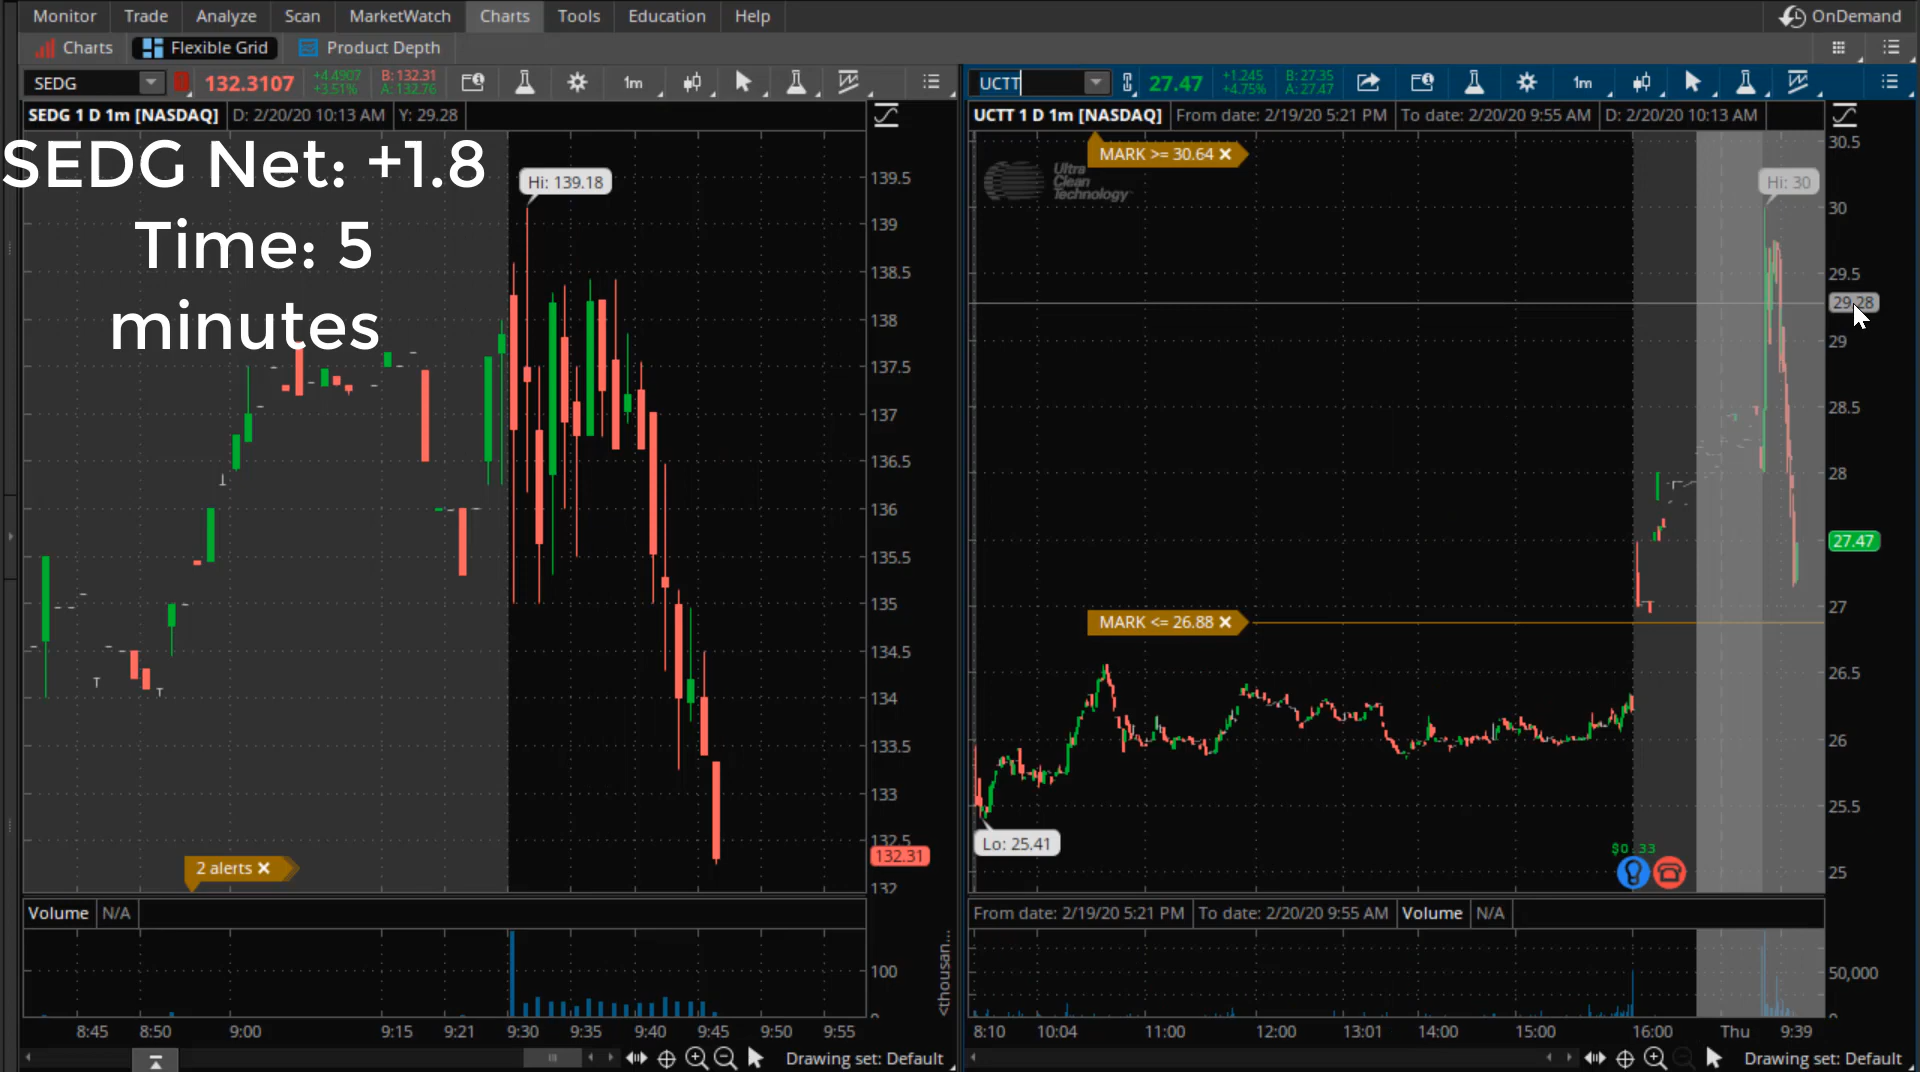 Monitor Trade Analyze Scan MarketWatch Charts Tools Education Help OnDemand
Charts Flexible Grid Product Depth
SEDG 132.3107 +4.4907 +3.51% B: 132.31 A: 132.76 1m
UCTT 27.47 +1.245 +4.75% B: 27.35 A: 27.47 1m
SEDG 1 D 1m [NASDAQ] D: 2/20/20 10:13 AM Y: 29.28
UCTT 1 D 1m [NASDAQ] From date: 2/19/20 5:21 PM To date: 2/20/20 9:55 AM D: 2/20/20 10:13 AM
SEDG Net: +1.8
Time: 5
minutes
Hi: 139.18
139.5
139
138.5
138
137.5
137
136.5
136
135.5
135
134.5
134
133.5
133
132.5
132.31
132
2 alerts
MARK >= 30.64
Ultra
Clean
Technology
Hi: 30
30.5
30
29.5
29.28
29
28.5
28
27.47
27
MARK <= 26.88
26.5
26
25.5
25
Lo: 25.41
$0.33
Volume N/A
100
0
<thousan...
8:45 8:50 9:00 9:15 9:21 9:30 9:35 9:40 9:45 9:50 9:55
Drawing set: Default
From date: 2/19/20 5:21 PM To date: 2/20/20 9:55 AM Volume N/A
50,000
0
8:10 10:04 11:00 12:00 13:01 14:00 15:00 16:00 Thu 9:39
Drawing set: Default